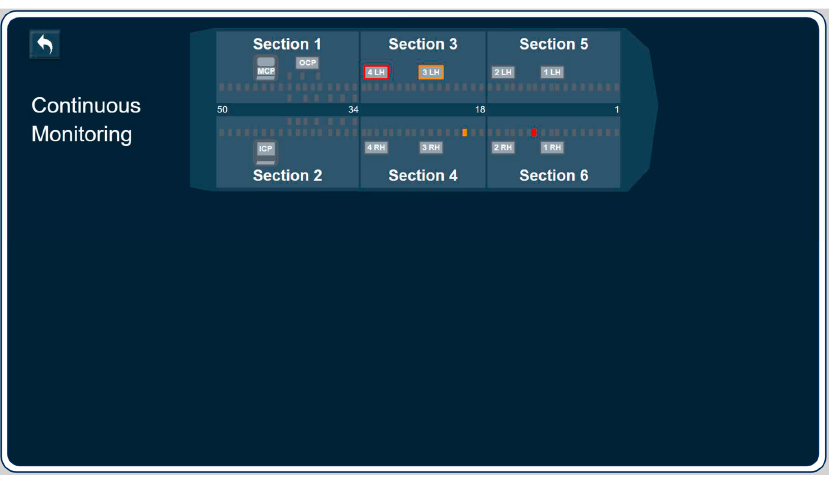 Continuous
Monitoring
Section 1 Section 3 Section 5
MCP OCP 4 LH 3 LH 2 LH 1 LH
50 34 18 1
ICP 4 RH 3 RH 2 RH 1 RH
Section 2 Section 4 Section 6